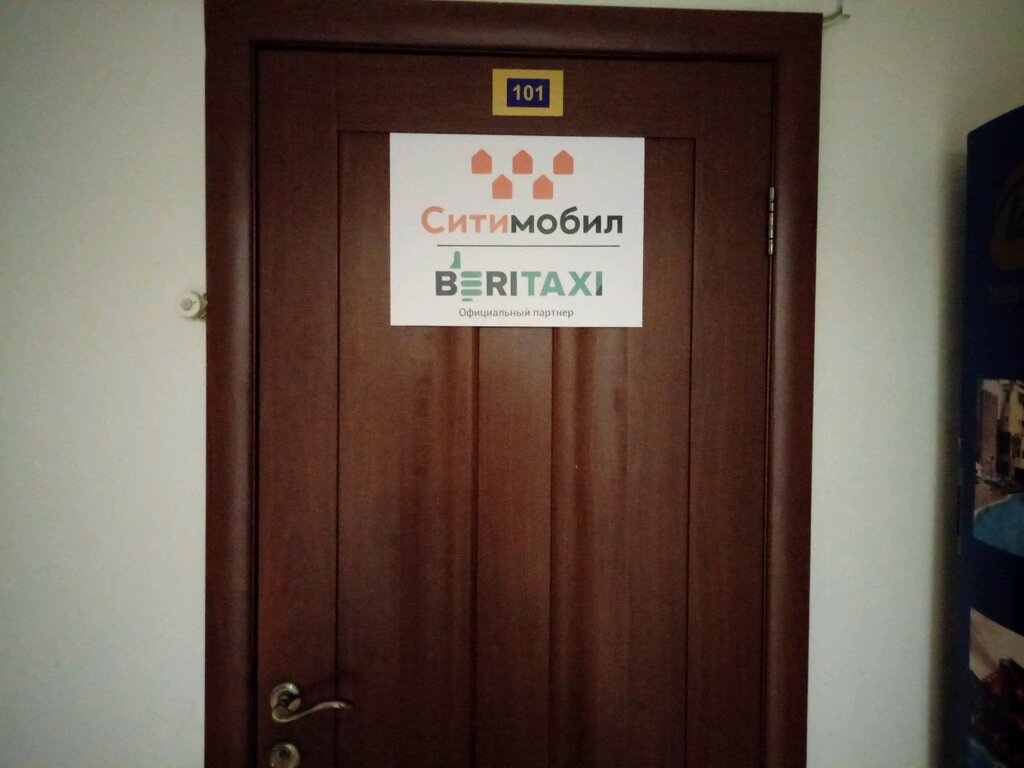 101
Ситимобил
BERITAXI
Официальный партнер